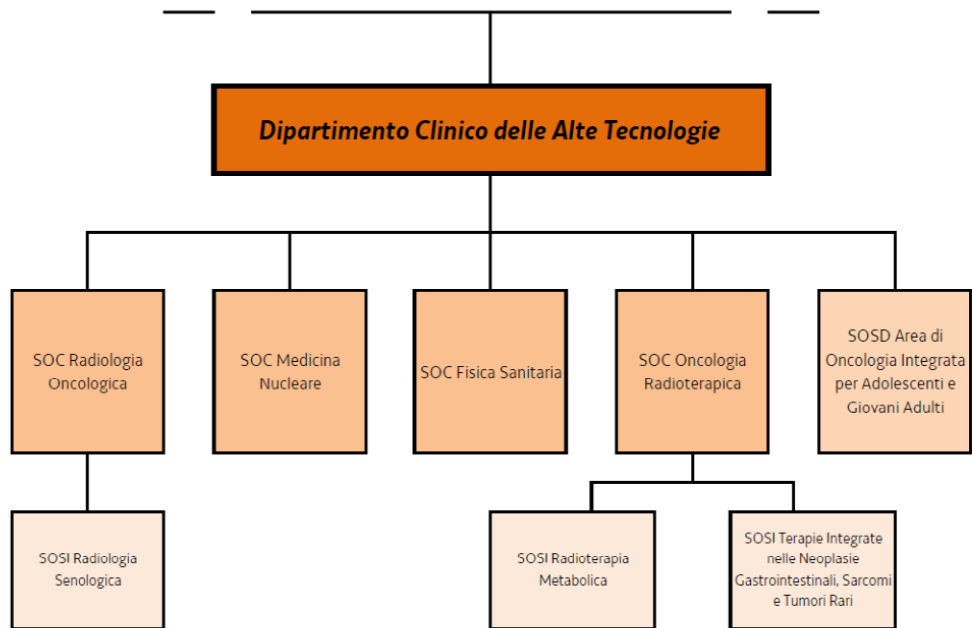 Dipartimento Clinico delle Alte Tecnologie
SOC Radiologia
Oncologica
SOC Medicina
Nucleare
SOC Fisica Sanitaria
SOC Oncologia
Radioterapica
SOSD Area di
Oncologia Integrata
per Adolescenti e
Giovani Adulti
SOSI Radiologia
Senologica
SOSI Radioterapia
Metabolica
SOSI Terapie Integrate
nelle Neoplasie
Gastrointestinali, Sarcomi
e Tumori Rari